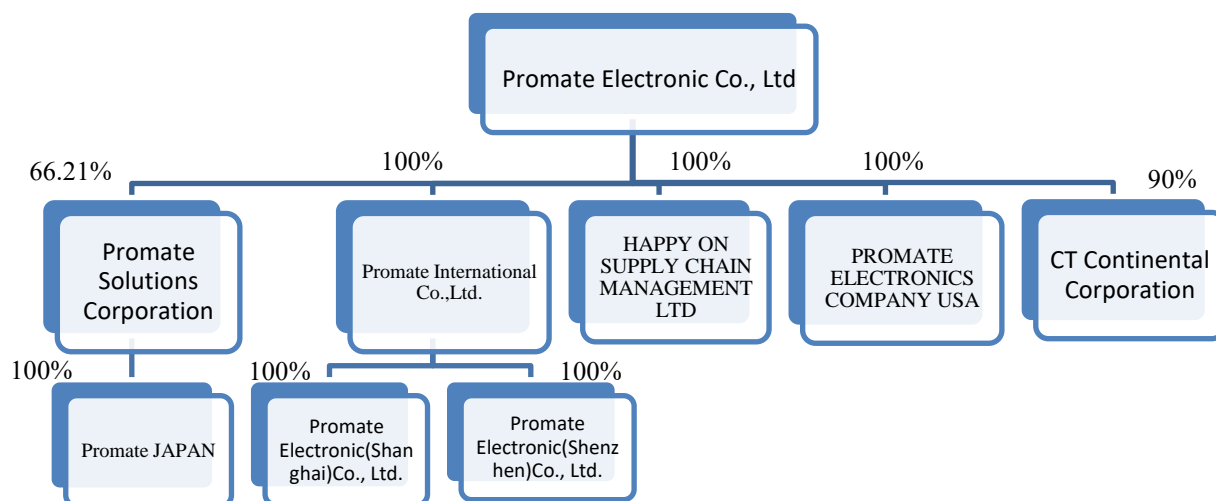 Promate Electronic Co., Ltd
66.21%
100%
100%
100%
90%
Promate
Solutions
Corporation
Promate International
Co.,Ltd.
HAPPY ON
SUPPLY CHAIN
MANAGEMENT
LTD
PROMATE
ELECTRONICS
COMPANY USA
CT Continental
Corporation
100%
100%
100%
Promate JAPAN
Promate
Electronic(Shan
ghai)Co., Ltd.
Promate
Electronic(Shenz
hen)Co., Ltd.